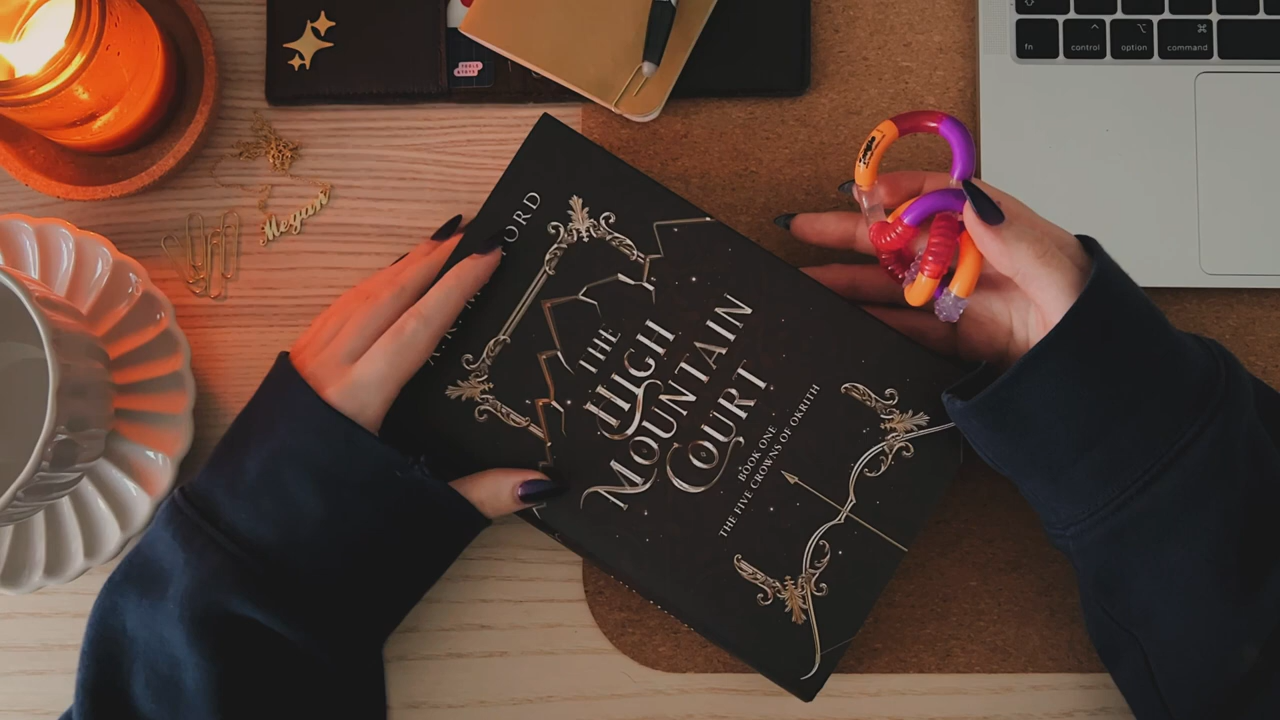 fn
control
option
command
Megan
THE
HIGH
MOUNTAIN
COURT
BOOK ONE
THE FIVE CROWNS OF OKRITH